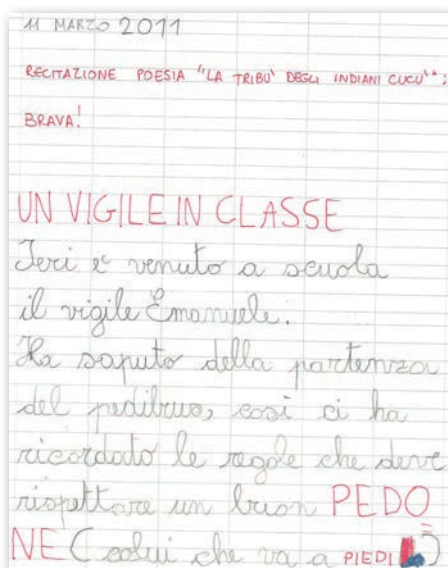 11 MARZO 2011
RECITAZIONE POESIA "LA TRIBU' DEGLI INDIANI CUCU'";
BRAVA!
UN VIGILE IN CLASSE
Ieri e' venuto a scuola
il vigile Emanuele.
Ha saputo della partenza
del pedibus, così ci ha
ricordato le regole che deve
rispettare un buon PEDO
NE (colui che va a PIEDI)